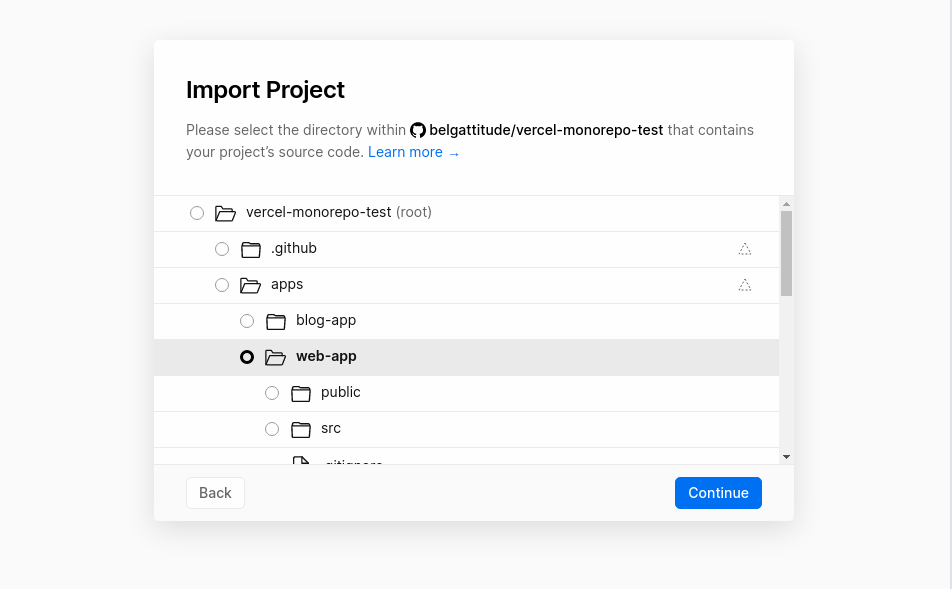 Import Project
Please select the directory within belgattitude/vercel-monorepo-test that contains
your project's source code. Learn more →
vercel-monorepo-test (root)
.github
apps
blog-app
web-app
public
src
.gitignore
Back
Continue